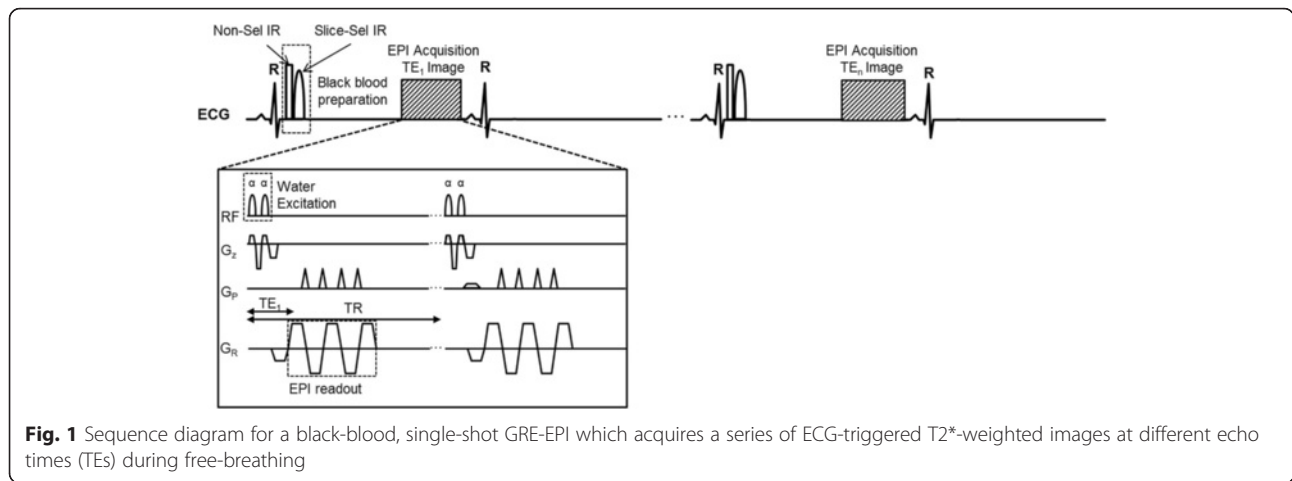 Non-Sel IR
Slice-Sel IR
EPI Acquisition
TE1 Image
EPI Acquisition
TEn Image
R
Black blood
preparation
R
R
R
ECG
...
α α
Water
Excitation
α α
RF
...
Gz
...
GP
...
TE1
TR
GR
...
EPI readout
Fig. 1 Sequence diagram for a black-blood, single-shot GRE-EPI which acquires a series of ECG-triggered T2*-weighted images at different echo
times (TEs) during free-breathing